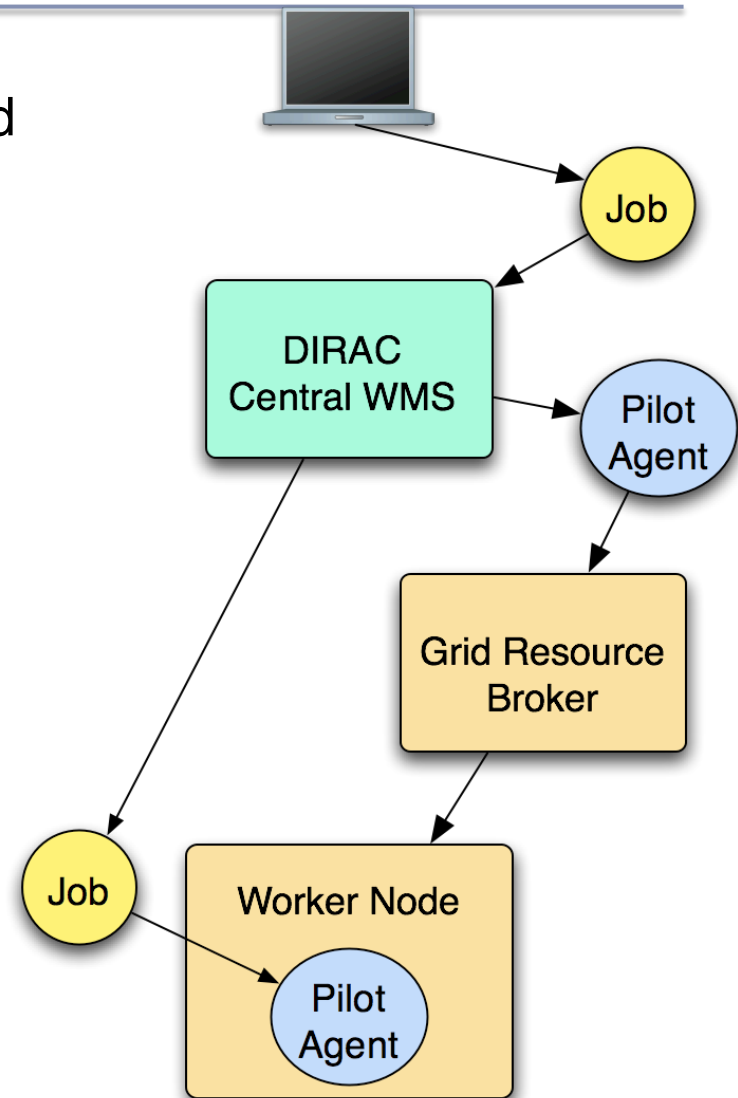 d
Job
DIRAC
Central WMS
Pilot
Agent
Grid Resource
Broker
Job
Worker Node
Pilot
Agent